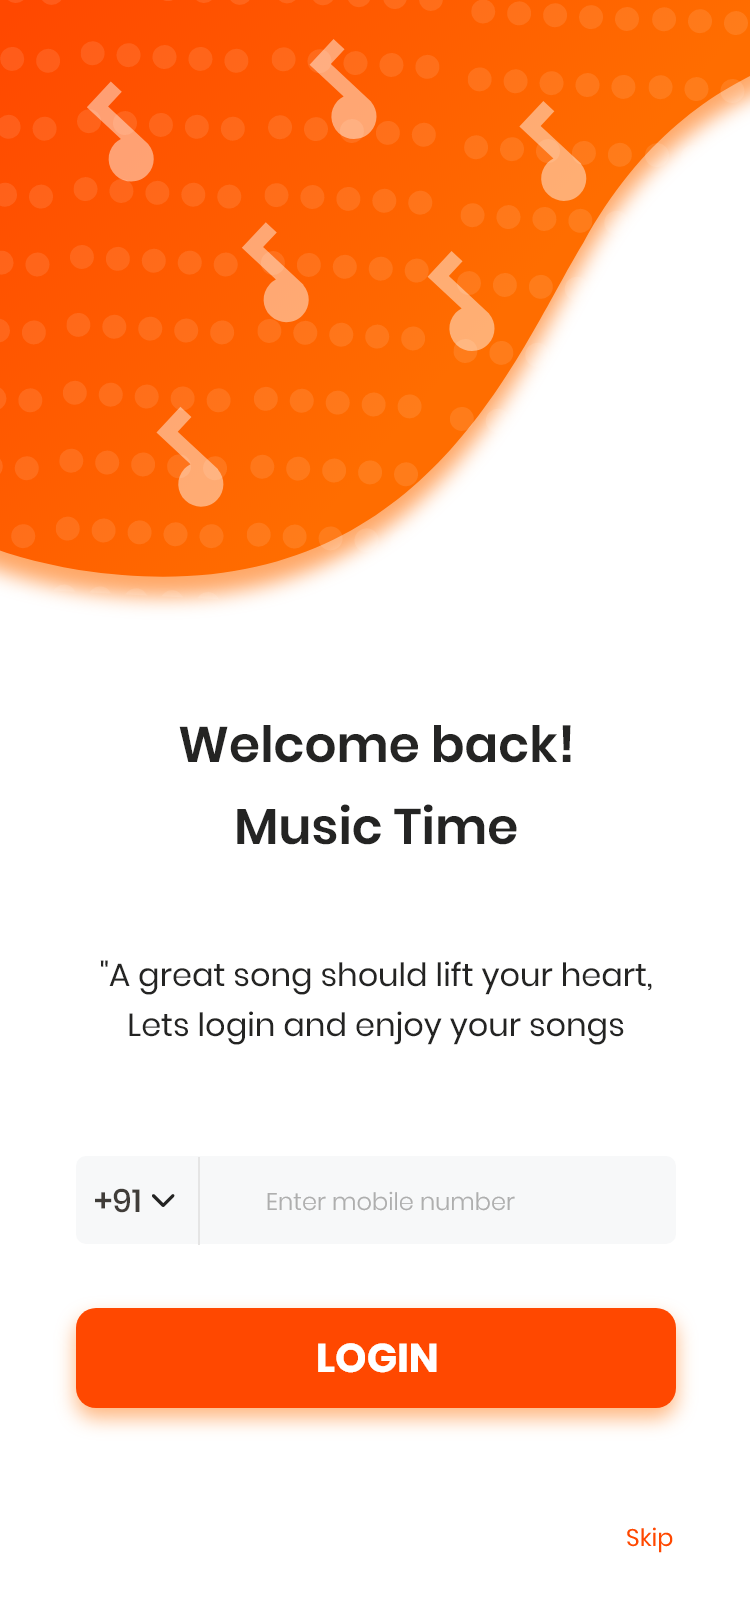 Welcome back!
Music Time
"A great song should lift your heart,
Lets login and enjoy your songs
+91
Enter mobile number
LOGIN
Skip